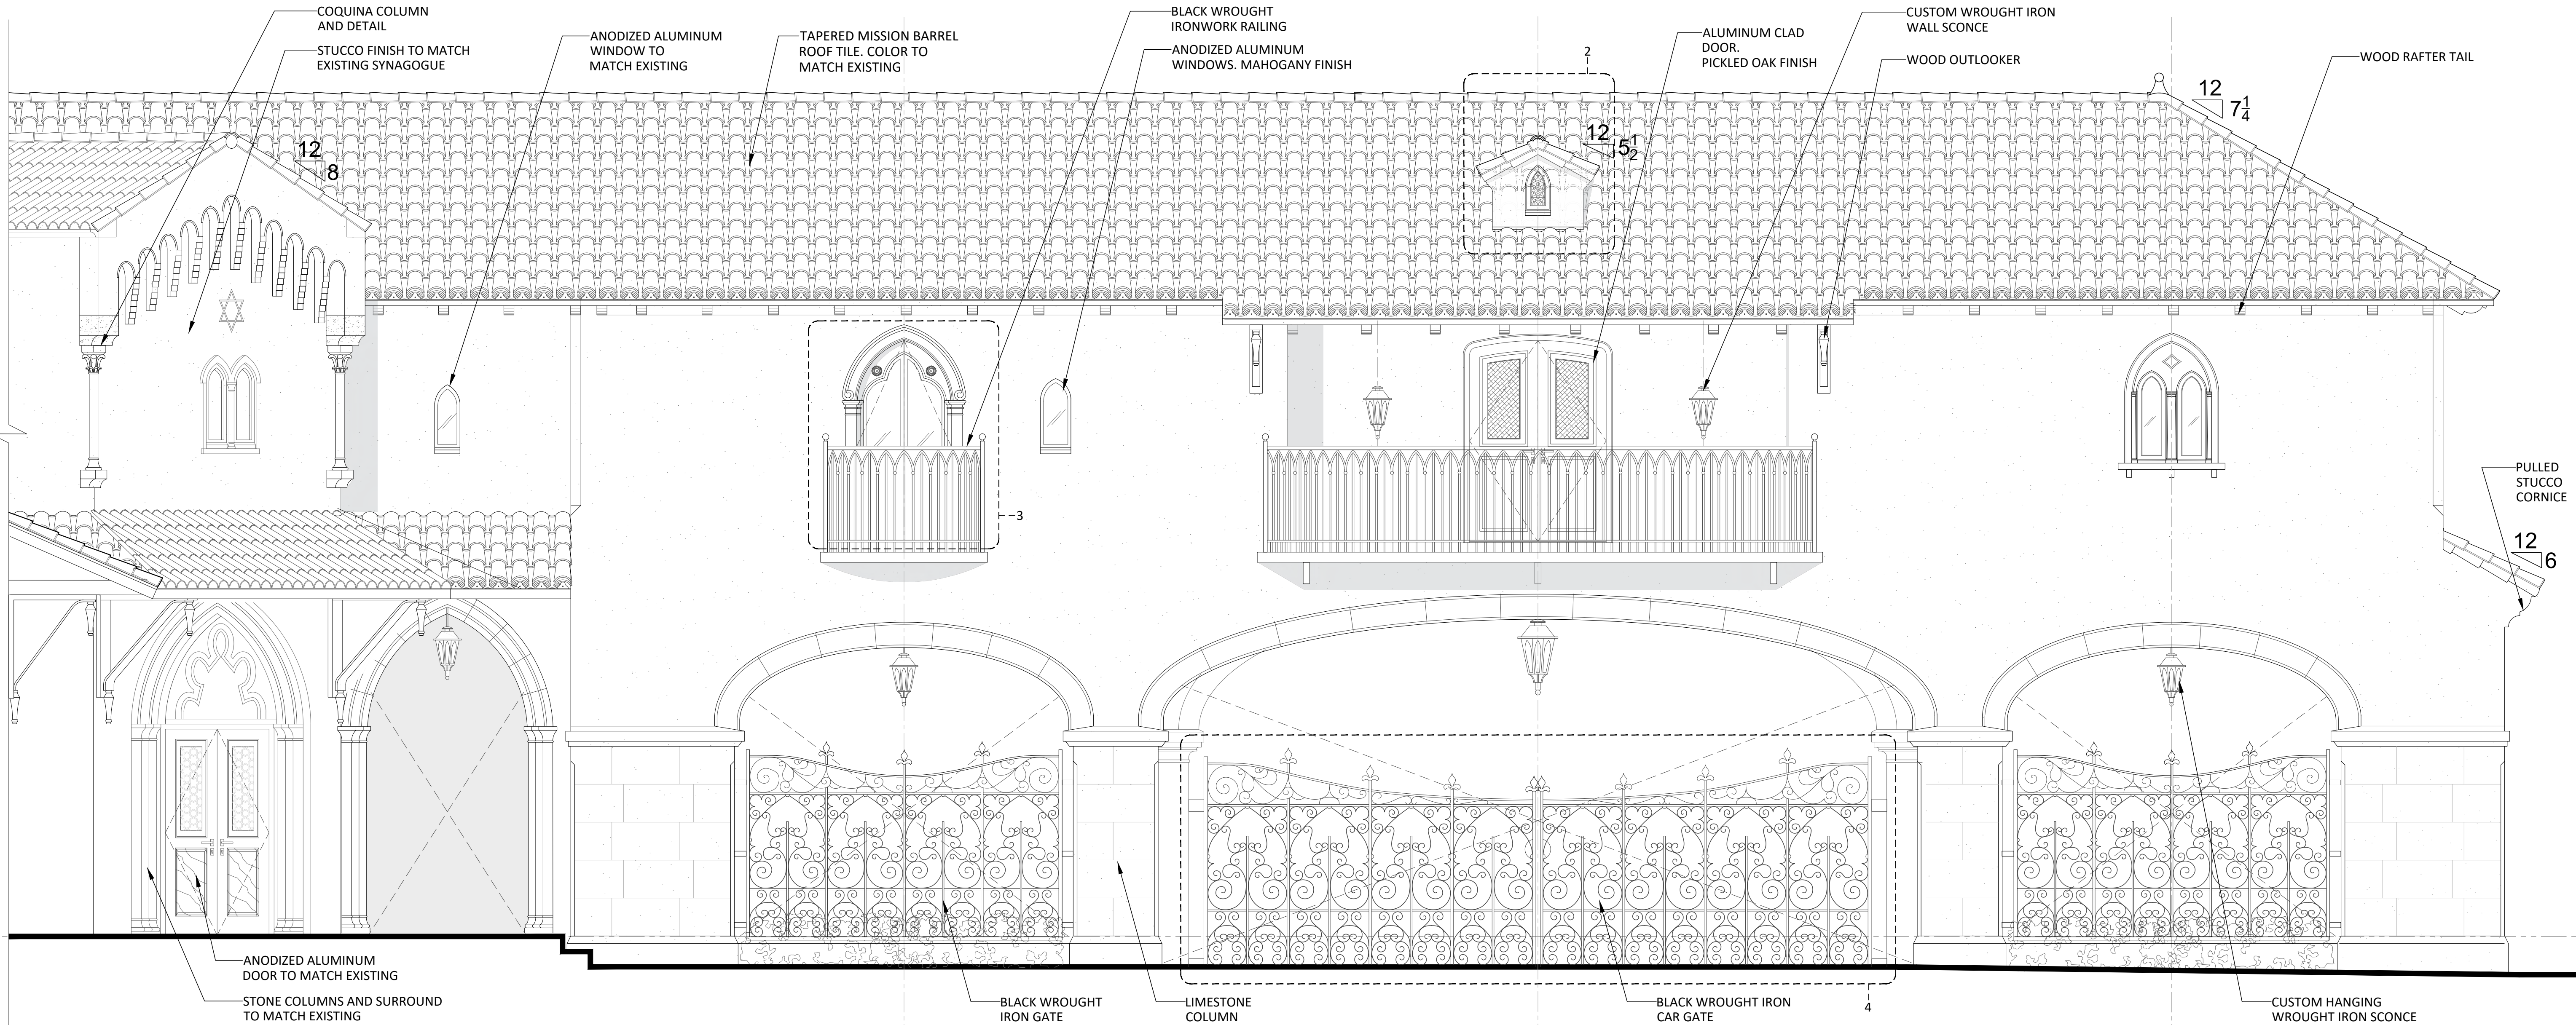 COQUINA COLUMN
AND DETAIL
STUCCO FINISH TO MATCH
EXISTING SYNAGOGUE
ANODIZED ALUMINUM
WINDOW TO
MATCH EXISTING
TAPERED MISSION BARREL
ROOF TILE. COLOR TO
MATCH EXISTING
BLACK WROUGHT
IRONWORK RAILING
ANODIZED ALUMINUM
WINDOWS. MAHOGANY FINISH
2
ALUMINUM CLAD
DOOR.
PICKLED OAK FINISH
CUSTOM WROUGHT IRON
WALL SCONCE
WOOD OUTLOOKER
WOOD RAFTER TAIL
12
7 1/4
12
5 1/2
12
8
3
PULLED
STUCCO
CORNICE
12
6
ANODIZED ALUMINUM
DOOR TO MATCH EXISTING
STONE COLUMNS AND SURROUND
TO MATCH EXISTING
BLACK WROUGHT
IRON GATE
LIMESTONE
COLUMN
BLACK WROUGHT IRON
CAR GATE
4
CUSTOM HANGING
WROUGHT IRON SCONCE